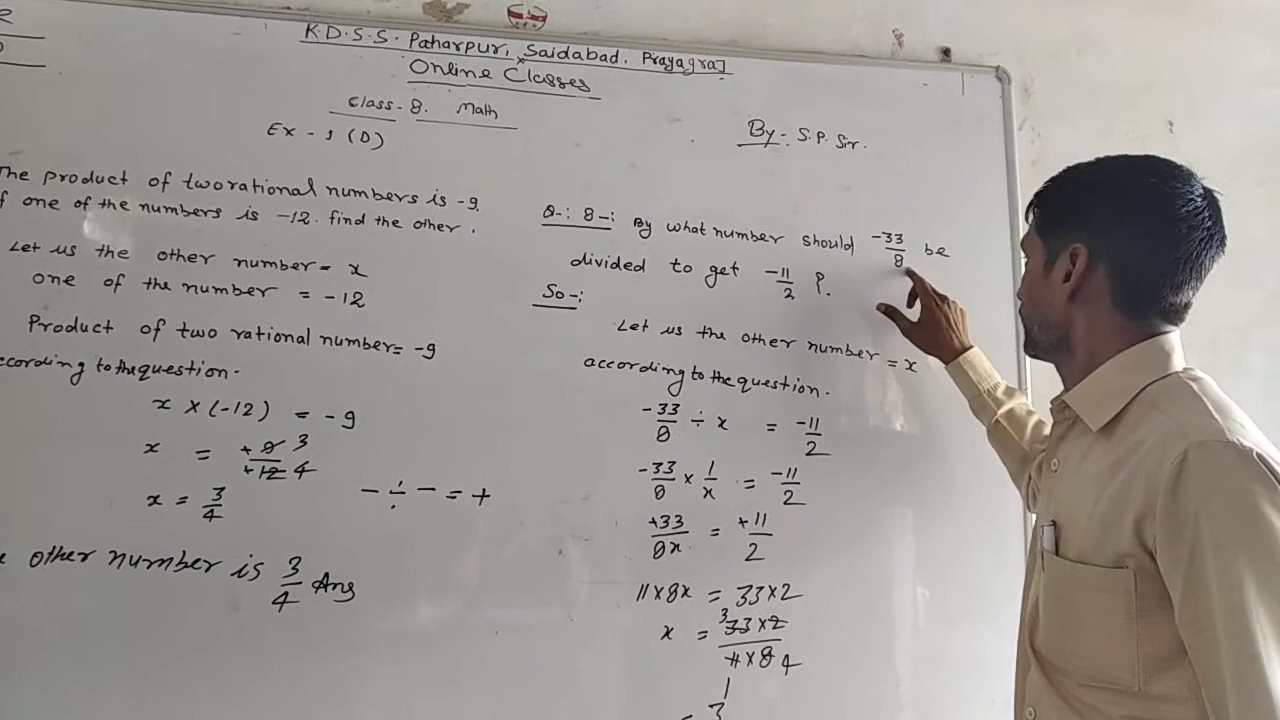 K.D.S.S. Paharpur, Saidabad, Prayagraj
Online Classes
Class-8. Math
Ex-1(D)
By- S.P. Sir.
The product of two rational numbers is -9.
If one of the numbers is -12. find the other.
Let us the other number = x
one of the number = -12
Product of two rational number = -9
ccording to the question.
x × (-12) = -9
x = +9 3 / +12 4
x = 3/4
- ÷ - = +
other number is 3/4 Ans
Q-: 8-: By what number should -33/8 be
divided to get -11/2 ?.
So-:
Let us the other number = x
according to the question.
-33/8 ÷ x = -11/2
-33/8 × 1/x = -11/2
+33/8x = +11/2
11×8x = 33×2
x = 3 33×2 / 11×8 4